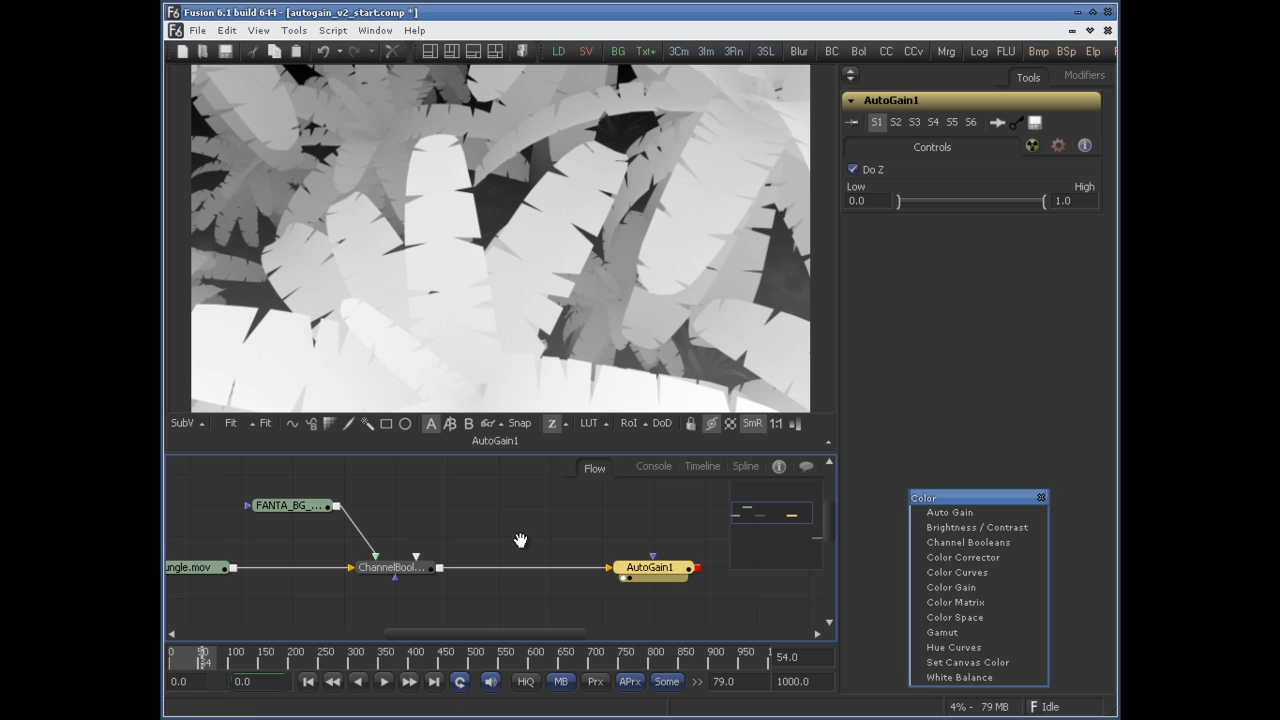 Fusion 6.1 build 644 - [autogain_v2_start.comp *]
File Edit View Tools Script Window Help
LD SV BG Txt+ 3Cm 3Im 3Rn 3SL Blur BC Bol CC CCv Mrg Log FLU Bmp BSp Elp
Tools Modifiers
AutoGain1
S1 S2 S3 S4 S5 S6
Controls
Do Z
Low High
0.0 1.0
SubV Fit Fit A B Snap Z LUT RoI DoD SmR 1:1
AutoGain1
Flow Console Timeline Spline
FANTA_BG_...
ungle.mov ChannelBool... AutoGain1
Color
Auto Gain
Brightness / Contrast
Channel Booleans
Color Corrector
Color Curves
Color Gain
Color Matrix
Color Space
Gamut
Hue Curves
Set Canvas Color
White Balance
0 50 100 150 200 250 300 350 400 450 500 550 600 650 700 750 800 850 900 950 1
54
54.0
0.0 0.0 HiQ MB Prx APrx Some >> 79.0 1000.0
4% - 79 MB Idle